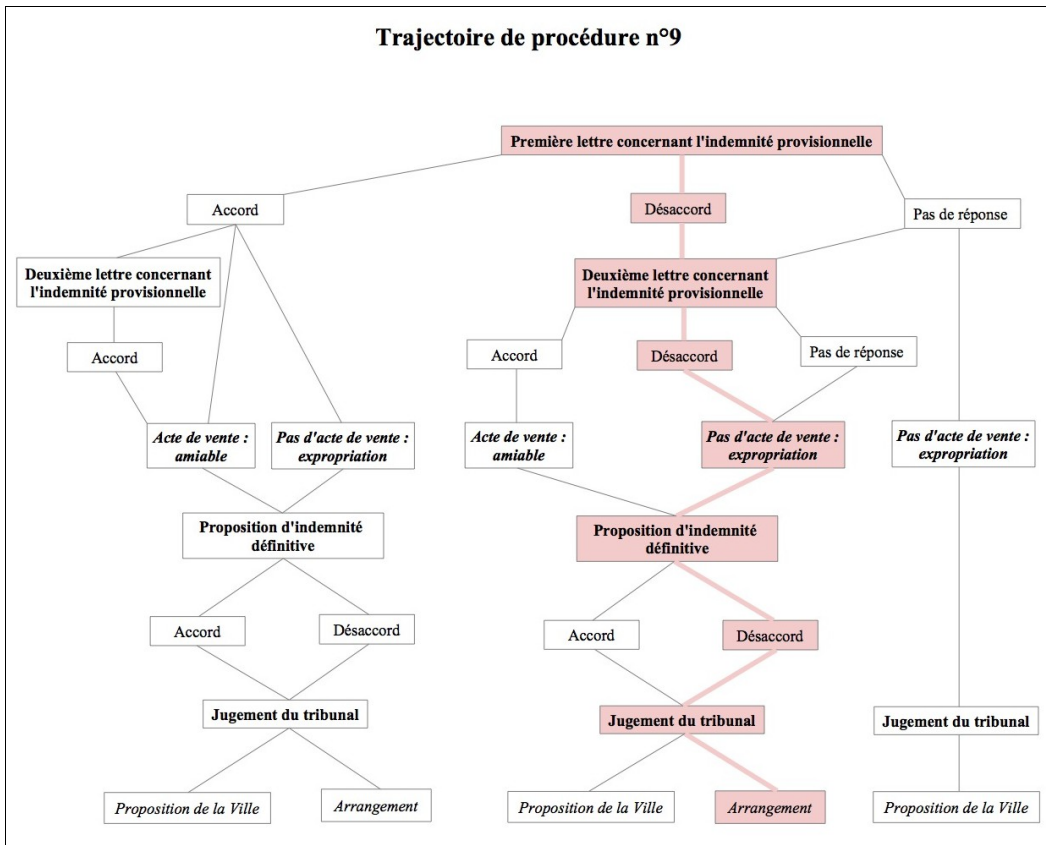 Trajectoire de procédure n°9
Première lettre concernant l'indemnité provisionnelle
Accord
Désaccord
Pas de réponse
Deuxième lettre concernant
l'indemnité provisionnelle
Deuxième lettre concernant
l'indemnité provisionnelle
Accord
Accord
Désaccord
Pas de réponse
Acte de vente :
amiable
Pas d'acte de vente :
expropriation
Acte de vente :
amiable
Pas d'acte de vente :
expropriation
Pas d'acte de vente :
expropriation
Proposition d'indemnité
définitive
Proposition d'indemnité
définitive
Accord
Désaccord
Accord
Désaccord
Jugement du tribunal
Jugement du tribunal
Jugement du tribunal
Proposition de la Ville
Arrangement
Proposition de la Ville
Arrangement
Proposition de la Ville